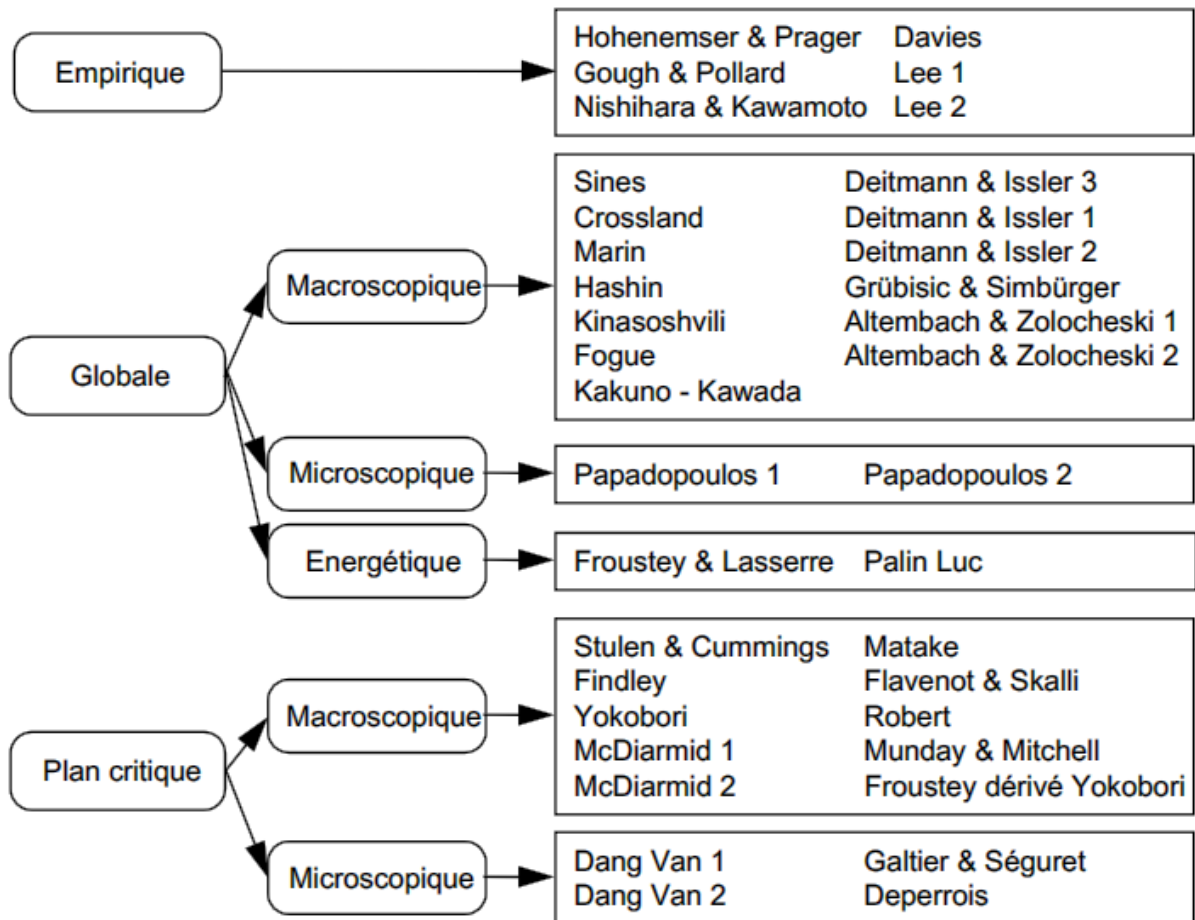 Empirique
Hohenemser & Prager Davies
Gough & Pollard Lee 1
Nishihara & Kawamoto Lee 2
Globale
Macroscopique
Sines Deitmann & Issler 3
Crossland Deitmann & Issler 1
Marin Deitmann & Issler 2
Hashin Grübisic & Simbürger
Kinasoshvili Altembach & Zolocheski 1
Fogue Altembach & Zolocheski 2
Kakuno - Kawada
Microscopique
Papadopoulos 1 Papadopoulos 2
Energétique
Froustey & Lasserre Palin Luc
Plan critique
Macroscopique
Stulen & Cummings Matake
Findley Flavenot & Skalli
Yokobori Robert
McDiarmid 1 Munday & Mitchell
McDiarmid 2 Froustey dérivé Yokobori
Microscopique
Dang Van 1 Galtier & Séguret
Dang Van 2 Deperrois